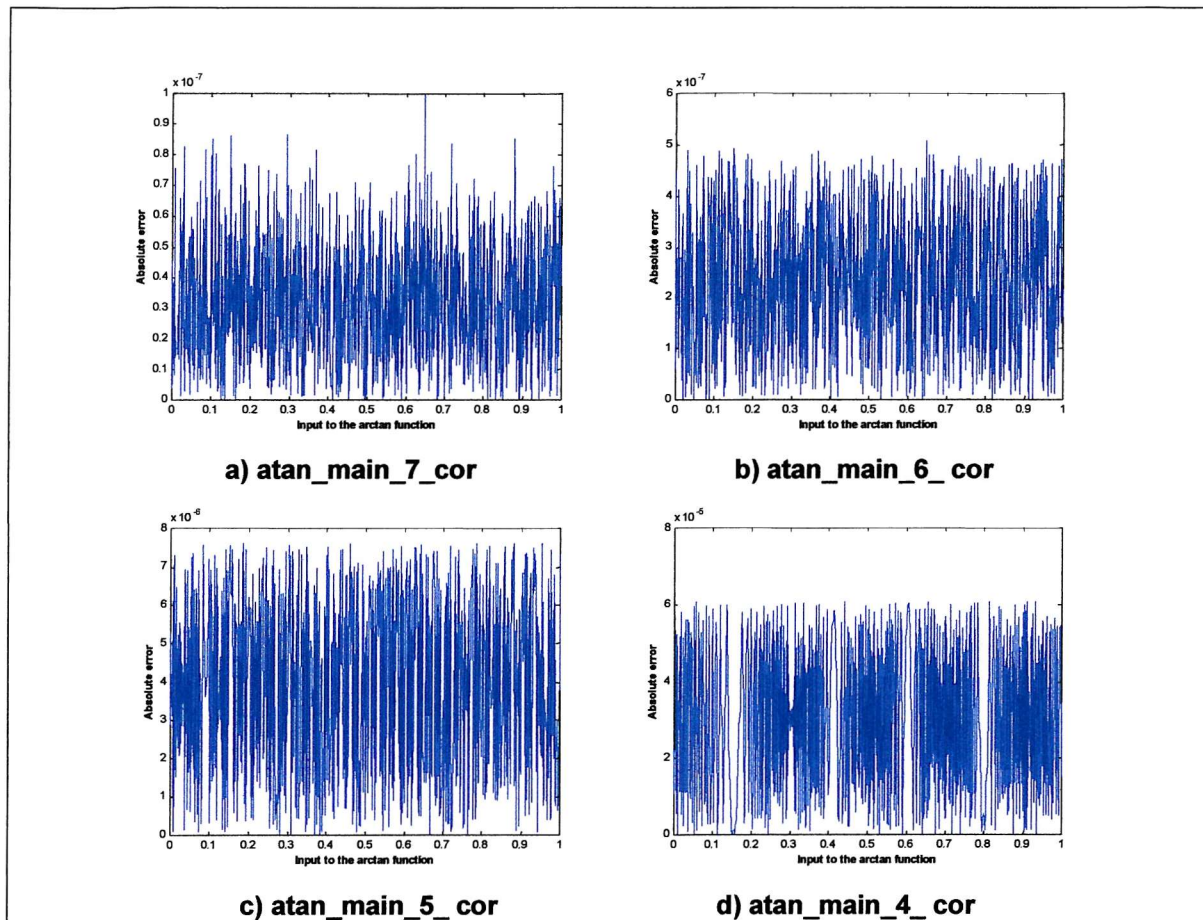 x 10-7
1
0.9
0.8
0.7
0.6
0.5
0.4
0.3
0.2
0.1
0
Absolute error
0 0.1 0.2 0.3 0.4 0.5 0.6 0.7 0.8 0.9 1
Input to the arctan function
a) atan_main_7_cor
x 10-7
6
5
4
3
2
1
0
Absolute error
0 0.1 0.2 0.3 0.4 0.5 0.6 0.7 0.8 0.9 1
Input to the arctan function
b) atan_main_6_ cor
x 10-6
8
7
6
5
4
3
2
1
0
Absolute error
0 0.1 0.2 0.3 0.4 0.5 0.6 0.7 0.8 0.9 1
Input to the arctan function
c) atan_main_5_ cor
x 10-5
8
6
4
2
0
Absolute error
0 0.1 0.2 0.3 0.4 0.5 0.6 0.7 0.8 0.9 1
Input to the arctan function
d) atan_main_4_ cor